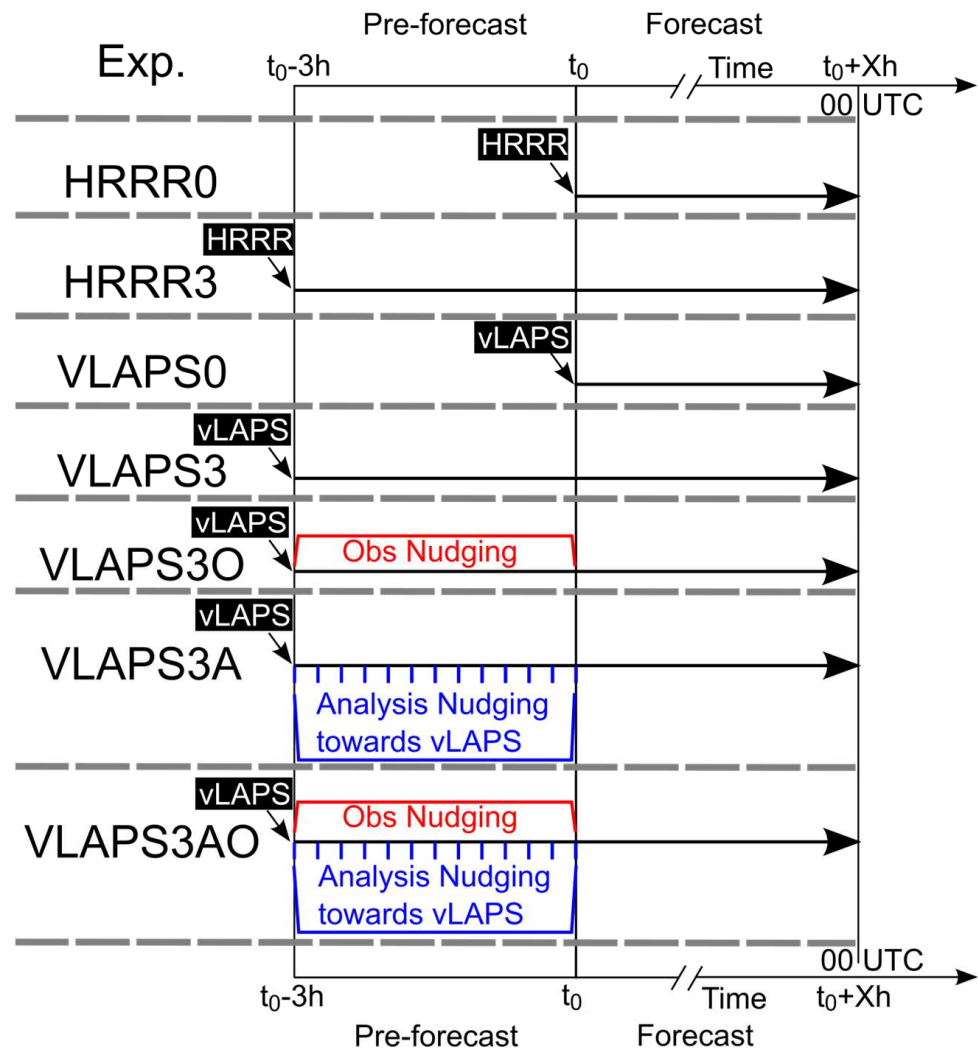 Pre-forecast Forecast
Exp. t₀-3h t₀ Time t₀+Xh
00 UTC
HRRR
HRRR0
HRRR
HRRR3
vLAPS
VLAPS0
vLAPS
VLAPS3
vLAPS
VLAPS3O Obs Nudging
vLAPS
VLAPS3A
Analysis Nudging
towards vLAPS
vLAPS
Obs Nudging
VLAPS3AO
Analysis Nudging
towards vLAPS
00 UTC
t₀-3h t₀ Time t₀+Xh
Pre-forecast Forecast